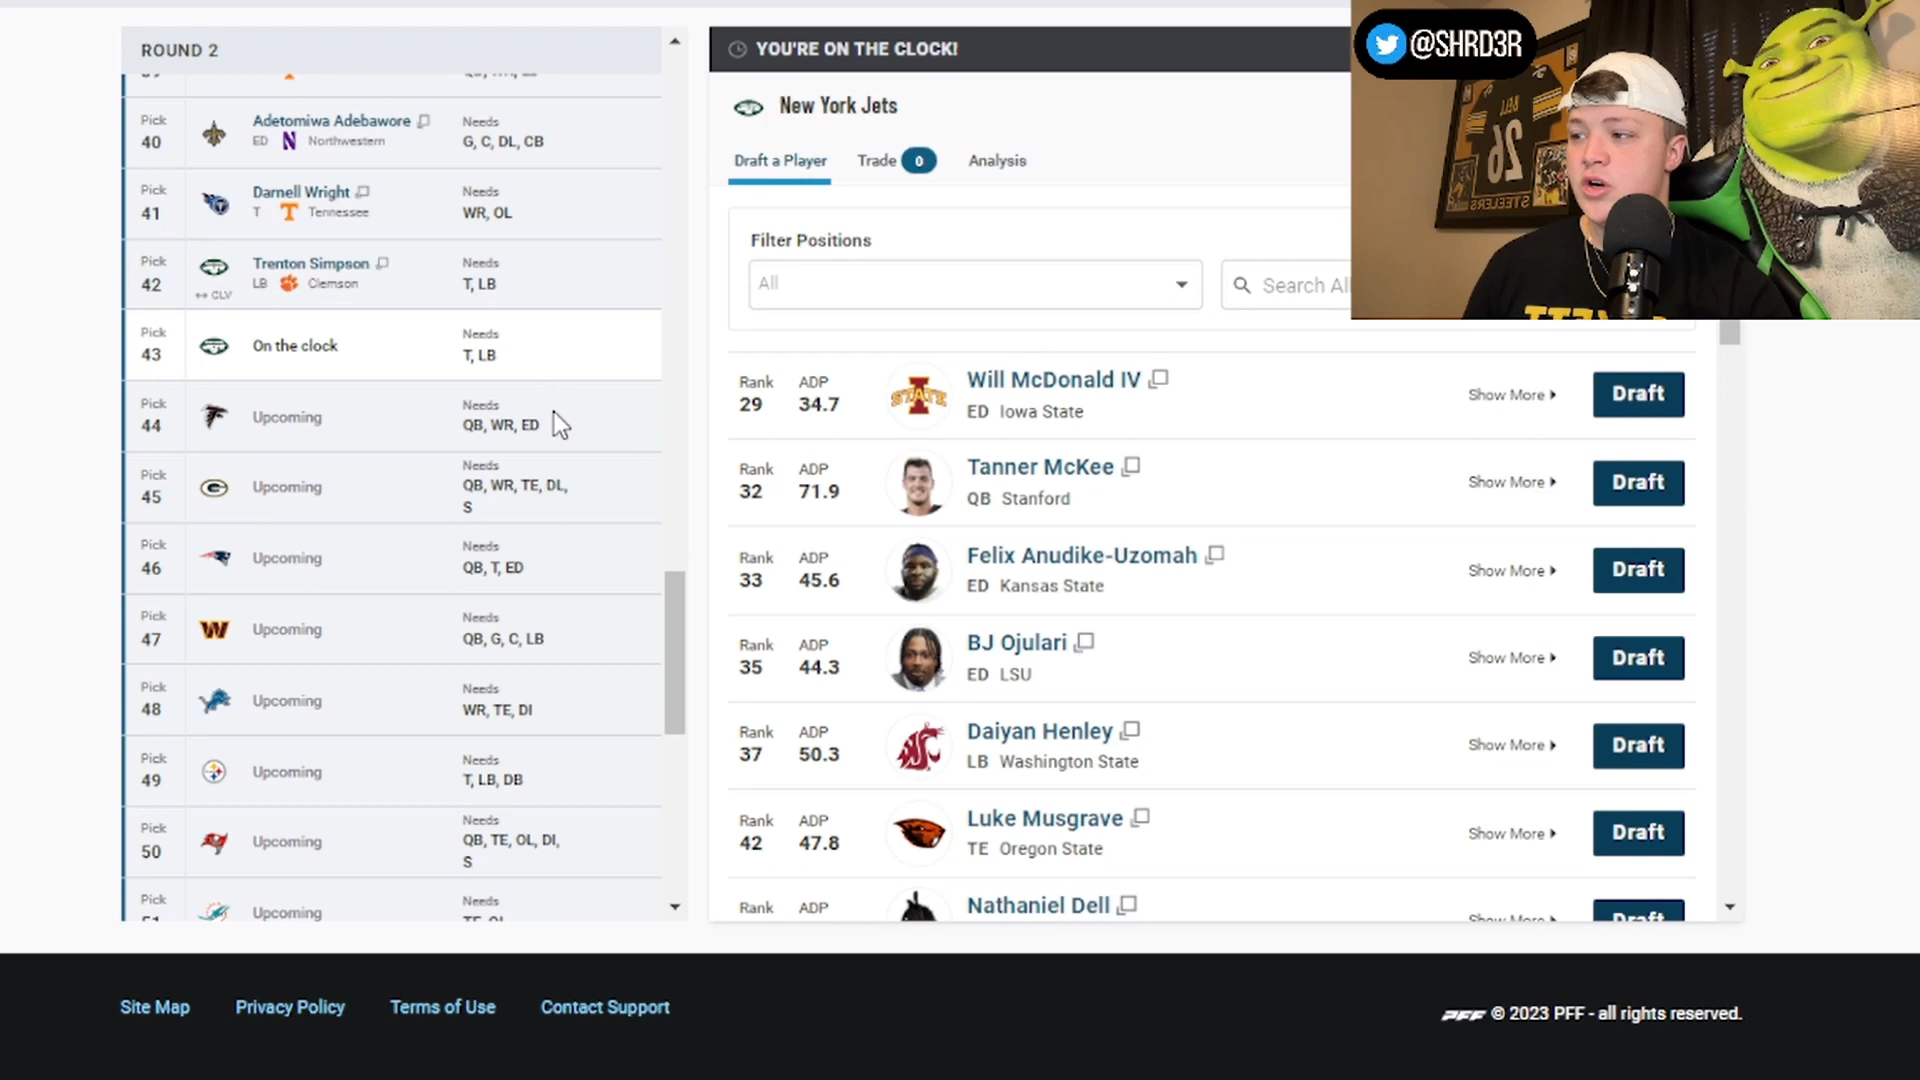 ROUND 2
Pick
40
Adetomiwa Adebawore
ED Northwestern
Needs
G, C, DL, CB
Pick
41
Darnell Wright
T Tennessee
Needs
WR, OL
Pick
42
↔ CLV
Trenton Simpson
LB Clemson
Needs
T, LB
Pick
43
On the clock
Needs
T, LB
Pick
44
Upcoming
Needs
QB, WR, ED
Pick
45
Upcoming
Needs
QB, WR, TE, DL,
S
Pick
46
Upcoming
Needs
QB, T, ED
Pick
47
Upcoming
Needs
QB, G, C, LB
Pick
48
Upcoming
Needs
WR, TE, DI
Pick
49
Upcoming
Needs
T, LB, DB
Pick
50
Upcoming
Needs
QB, TE, OL, DI,
S
Pick
51
Upcoming
Needs
YOU'RE ON THE CLOCK!
New York Jets
Draft a Player Trade 0 Analysis
Filter Positions
All
Search All
Rank ADP
29 34.7
STATE
Will McDonald IV
ED Iowa State
Show More
Draft
Rank ADP
32 71.9
Tanner McKee
QB Stanford
Show More
Draft
Rank ADP
33 45.6
Felix Anudike-Uzomah
ED Kansas State
Show More
Draft
Rank ADP
35 44.3
BJ Ojulari
ED LSU
Show More
Draft
Rank ADP
37 50.3
Daiyan Henley
LB Washington State
Show More
Draft
Rank ADP
42 47.8
Luke Musgrave
TE Oregon State
Show More
Draft
Rank ADP
Nathaniel Dell
Show More
Draft
@SHRD3R
BELL
26
STEELERS
Site Map Privacy Policy Terms of Use Contact Support
PFF © 2023 PFF - all rights reserved.